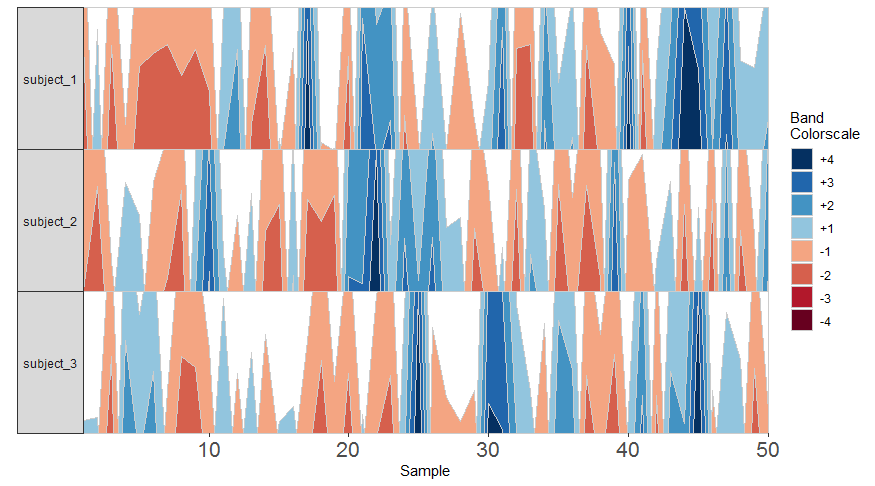 subject_1
subject_2
subject_3
10
20
30
40
50
Sample
Band
Colorscale
+4
+3
+2
+1
-1
-2
-3
-4